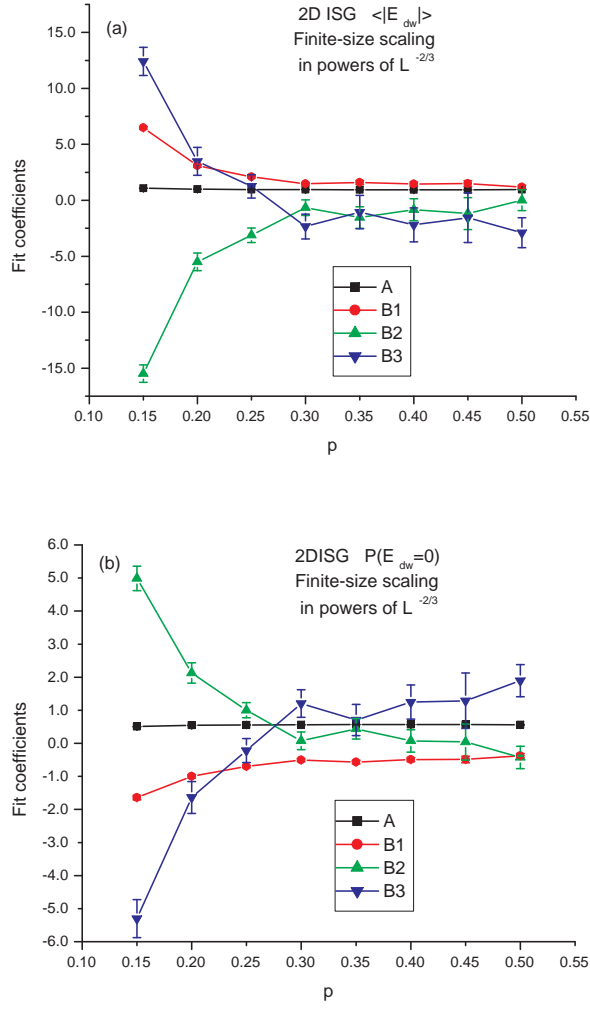 (a)
2D ISG <|E dw|>
Finite-size scaling
in powers of L -2/3
15.0
10.0
5.0
0.0
-5.0
-10.0
-15.0
Fit coefficients
A
B1
B2
B3
0.10 0.15 0.20 0.25 0.30 0.35 0.40 0.45 0.50 0.55
p
(b)
2DISG P(E dw=0)
Finite-size scaling
in powers of L -2/3
6.0
5.0
4.0
3.0
2.0
1.0
0.0
-1.0
-2.0
-3.0
-4.0
-5.0
-6.0
Fit coefficients
A
B1
B2
B3
0.10 0.15 0.20 0.25 0.30 0.35 0.40 0.45 0.50 0.55
p